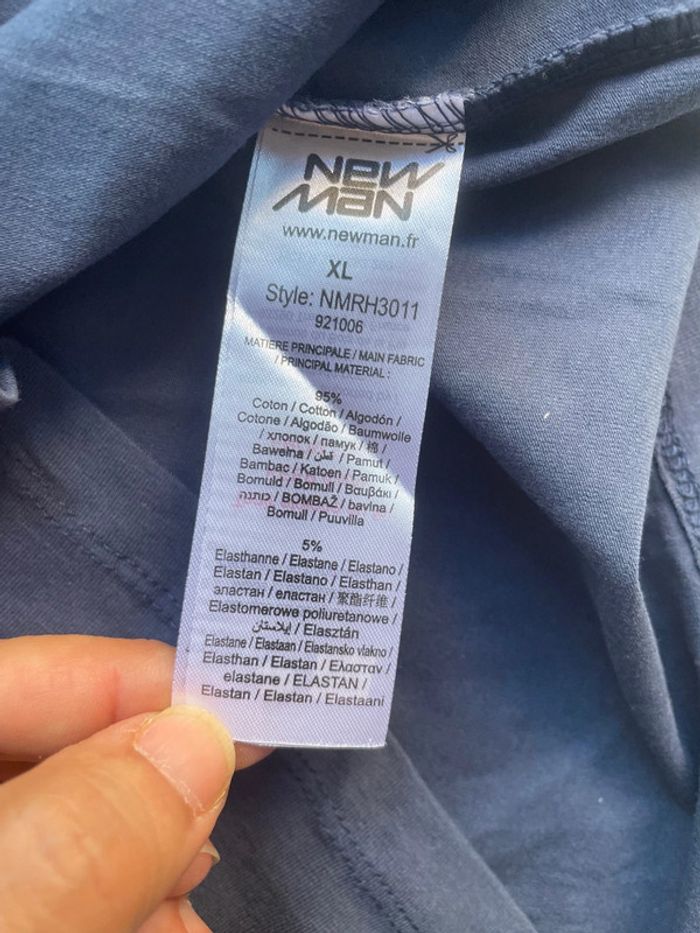 NEW
MAN
www.newman.fr
XL
Style: NMRH3011
921006
MATIERE PRINCIPALE / MAIN FABRIC
/ PRINCIPAL MATERIAL :
95%
Coton / Cotton / Algodón /
Cotone / Algodão / Baumwolle
/ хлопок / памук / 棉 /
Bawełna / قطن / Pamut /
Bambac / Katoen / Pamuk /
Bomuld / Bomull / Βαμβάκι /
כותנה / BOMBAŽ / bavlna /
Bomull / Puuvilla
5%
Elasthanne / Elastane / Elastano /
Elastan / Elastano / Elasthan /
эластан / еластан / 聚酯纤维 /
Elastomerowe poliuretanowe /
إيلاستان / Elasztán /
Elastane / Elastaan / Elastansko vlakno /
Elasthan / Elastan / Ελασταν /
elastane / ELASTAN /
Elastan / Elastan / Elastaani